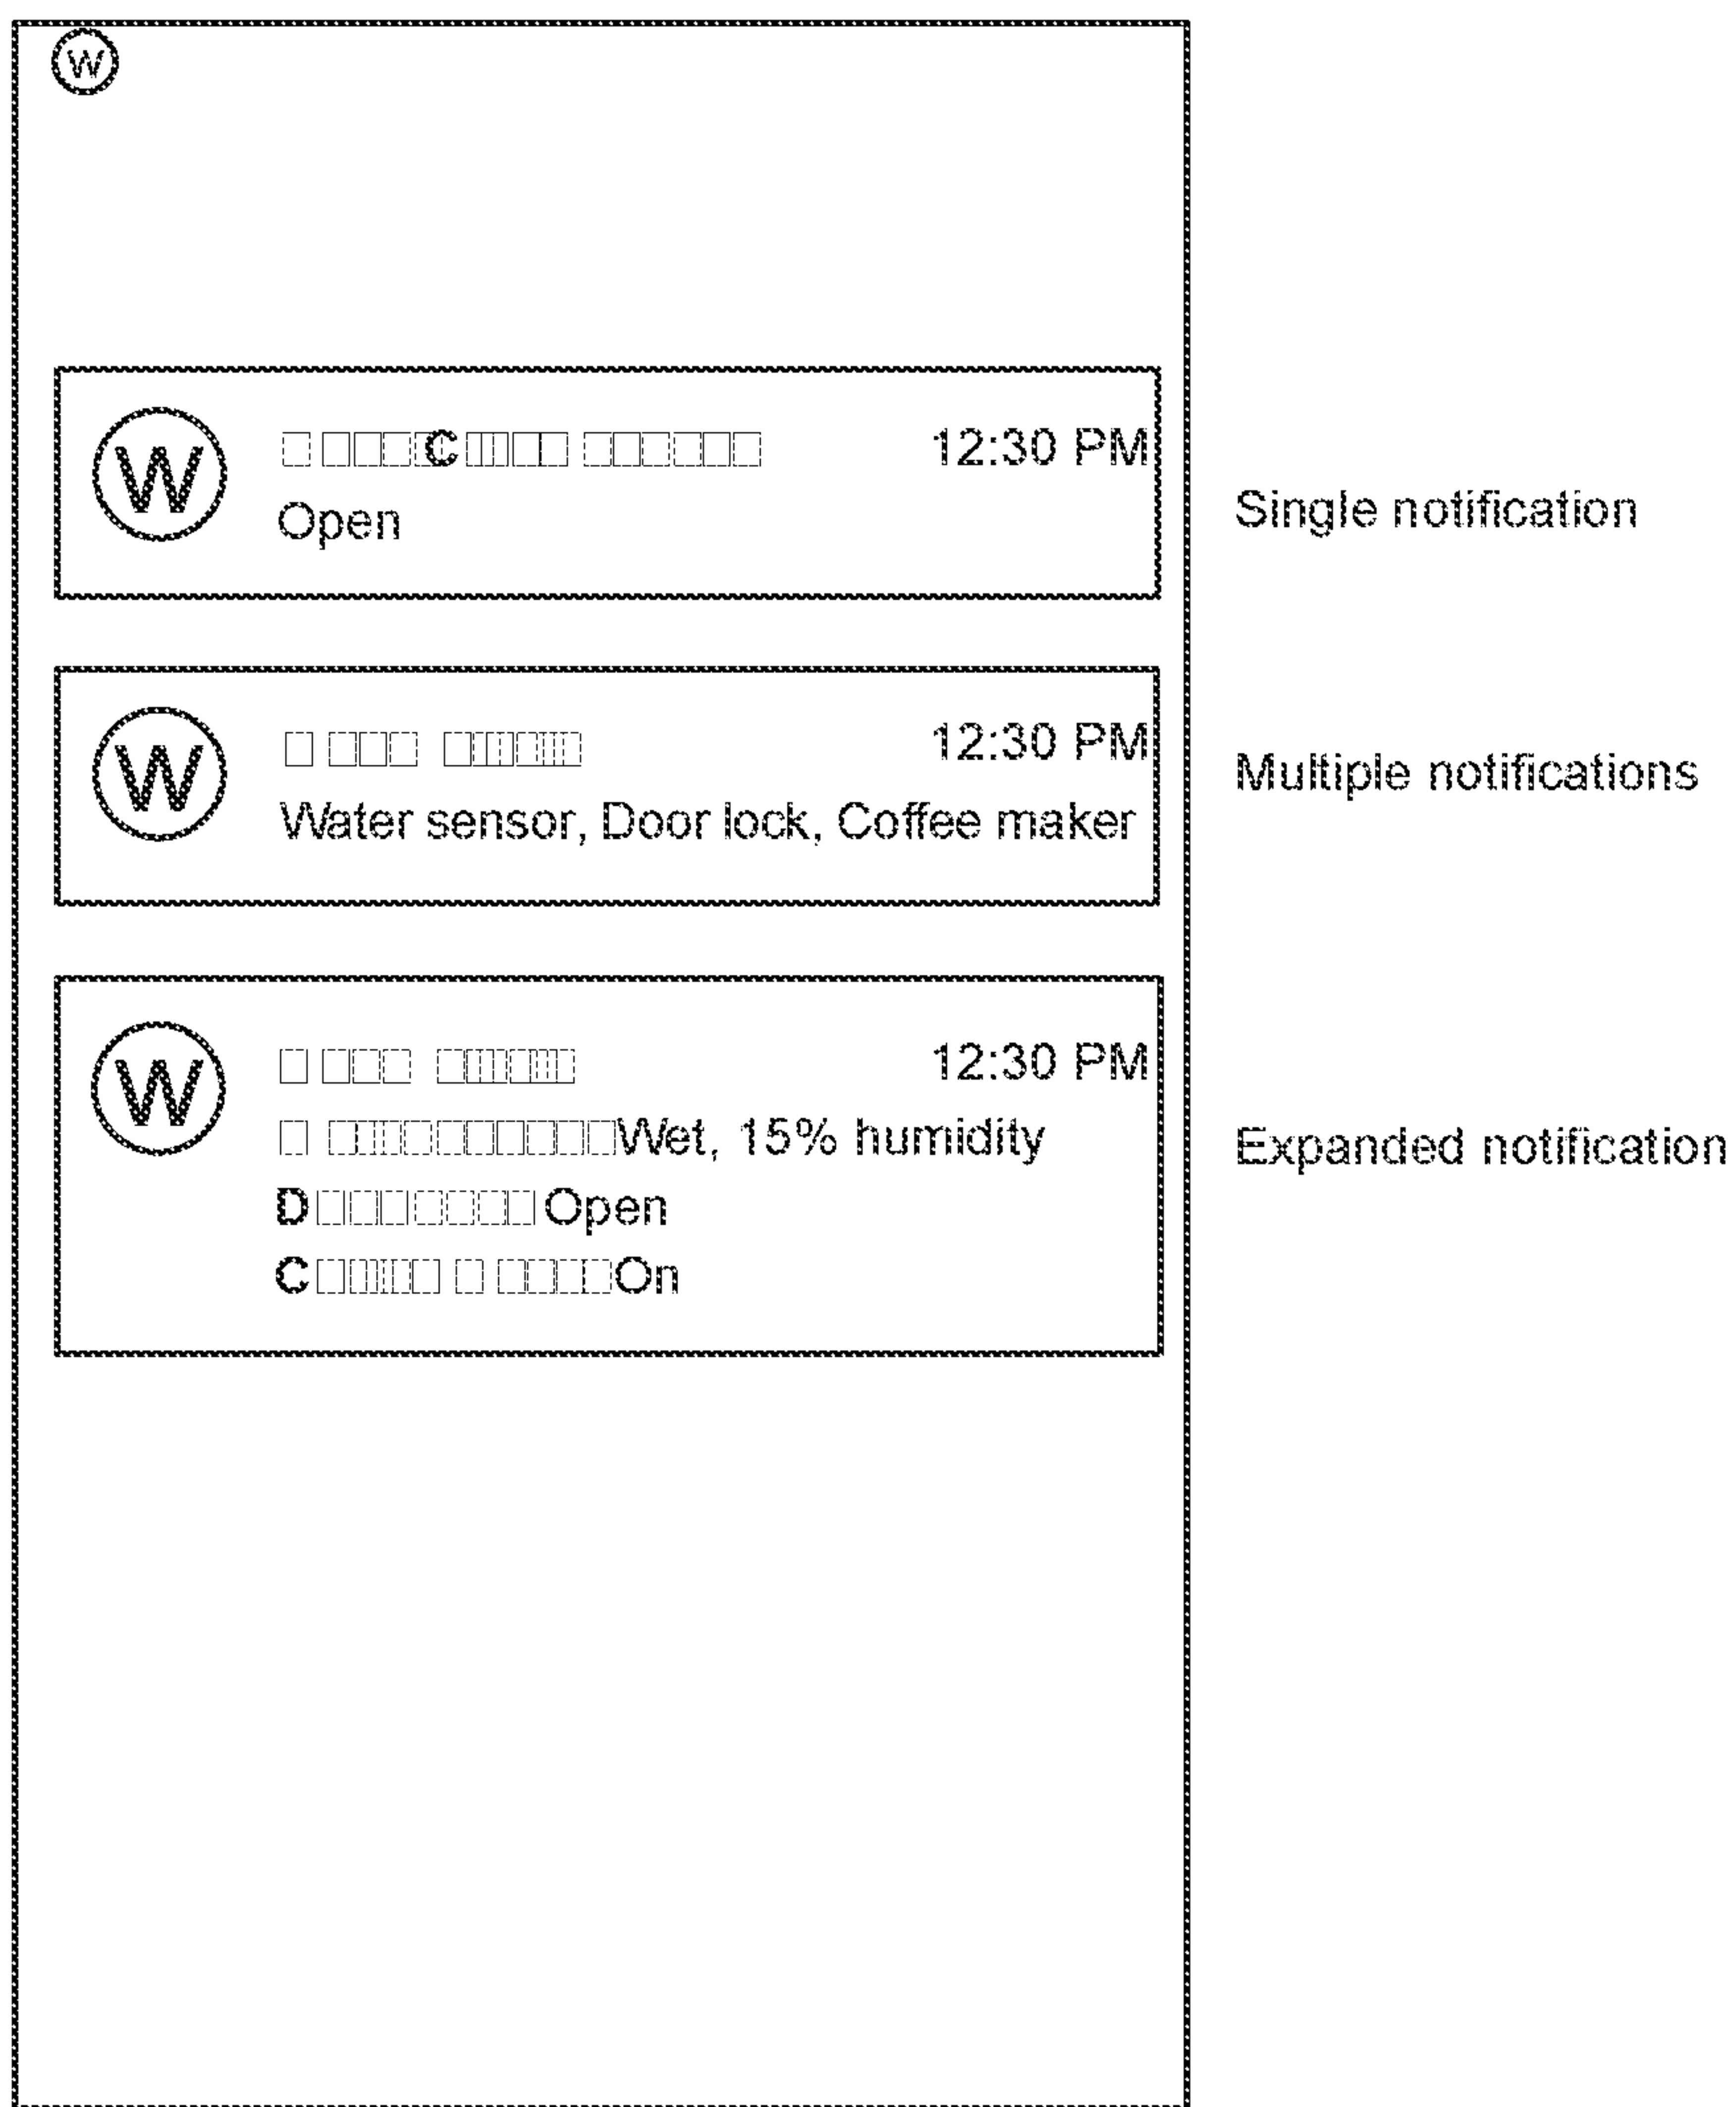 W
W
12:30 PM
Open
Single notification
W
12:30 PM
Water sensor, Door lock, Coffee maker
Multiple notifications
W
12:30 PM
Wet, 15% humidity
Open
On
Expanded notification